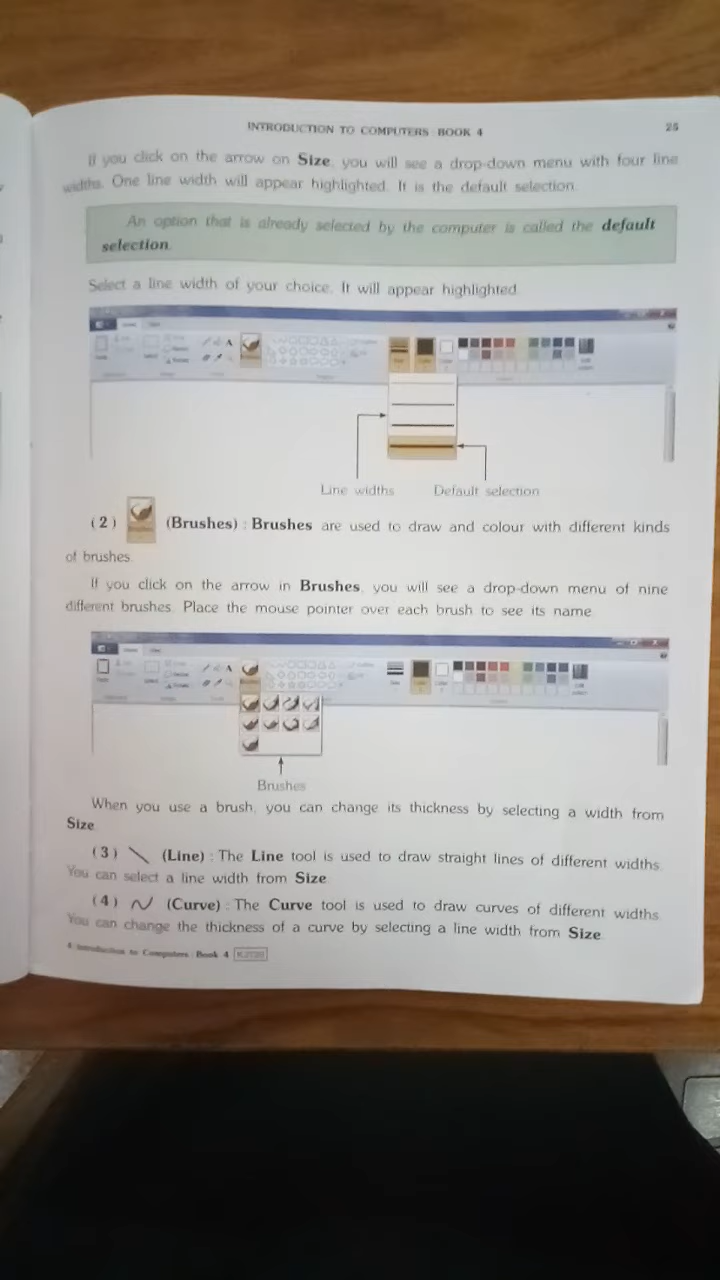 INTRODUCTION TO COMPUTERS BOOK 4
25
If you click on the arrow on Size, you will see a drop-down menu with four line
widths. One line width will appear highlighted. It is the default selection.
An option that is already selected by the computer is called the default
selection.
Select a line width of your choice. It will appear highlighted.
Line widths Default selection
(2) (Brushes) : Brushes are used to draw and colour with different kinds
of brushes.
If you click on the arrow in Brushes, you will see a drop-down menu of nine
different brushes. Place the mouse pointer over each brush to see its name.
Brushes
When you use a brush, you can change its thickness by selecting a width from
Size.
(3) (Line) : The Line tool is used to draw straight lines of different widths.
You can select a line width from Size.
(4) (Curve) : The Curve tool is used to draw curves of different widths.
You can change the thickness of a curve by selecting a line width from Size.
4 Introduction to Computers Book 4